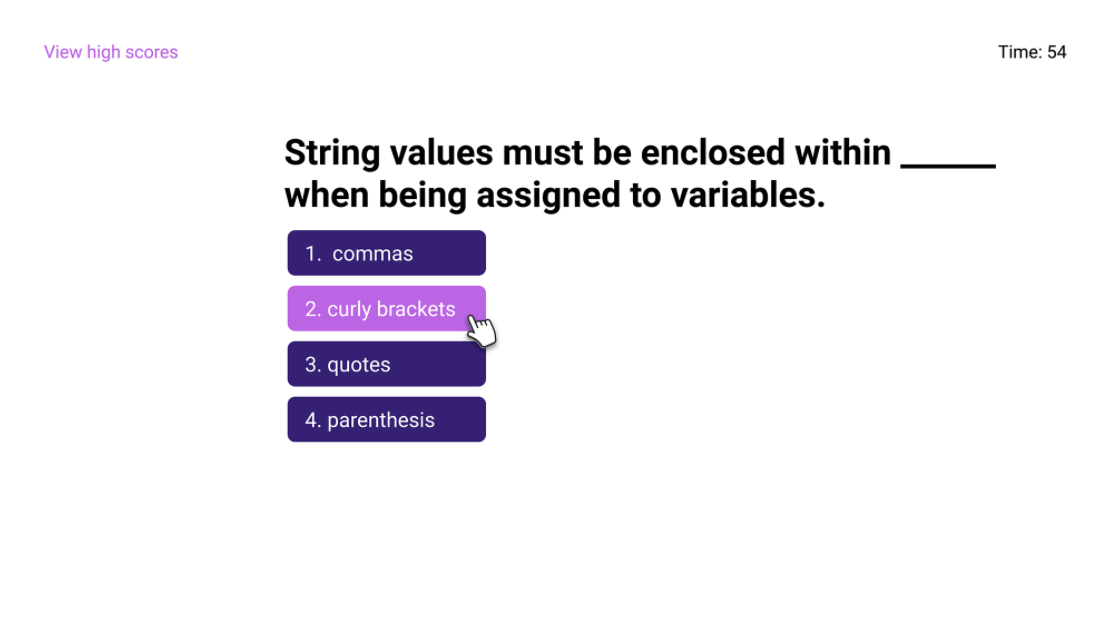 View high scores
Time: 54
String values must be enclosed within _____
when being assigned to variables.
1. commas
2. curly brackets
3. quotes
4. parenthesis